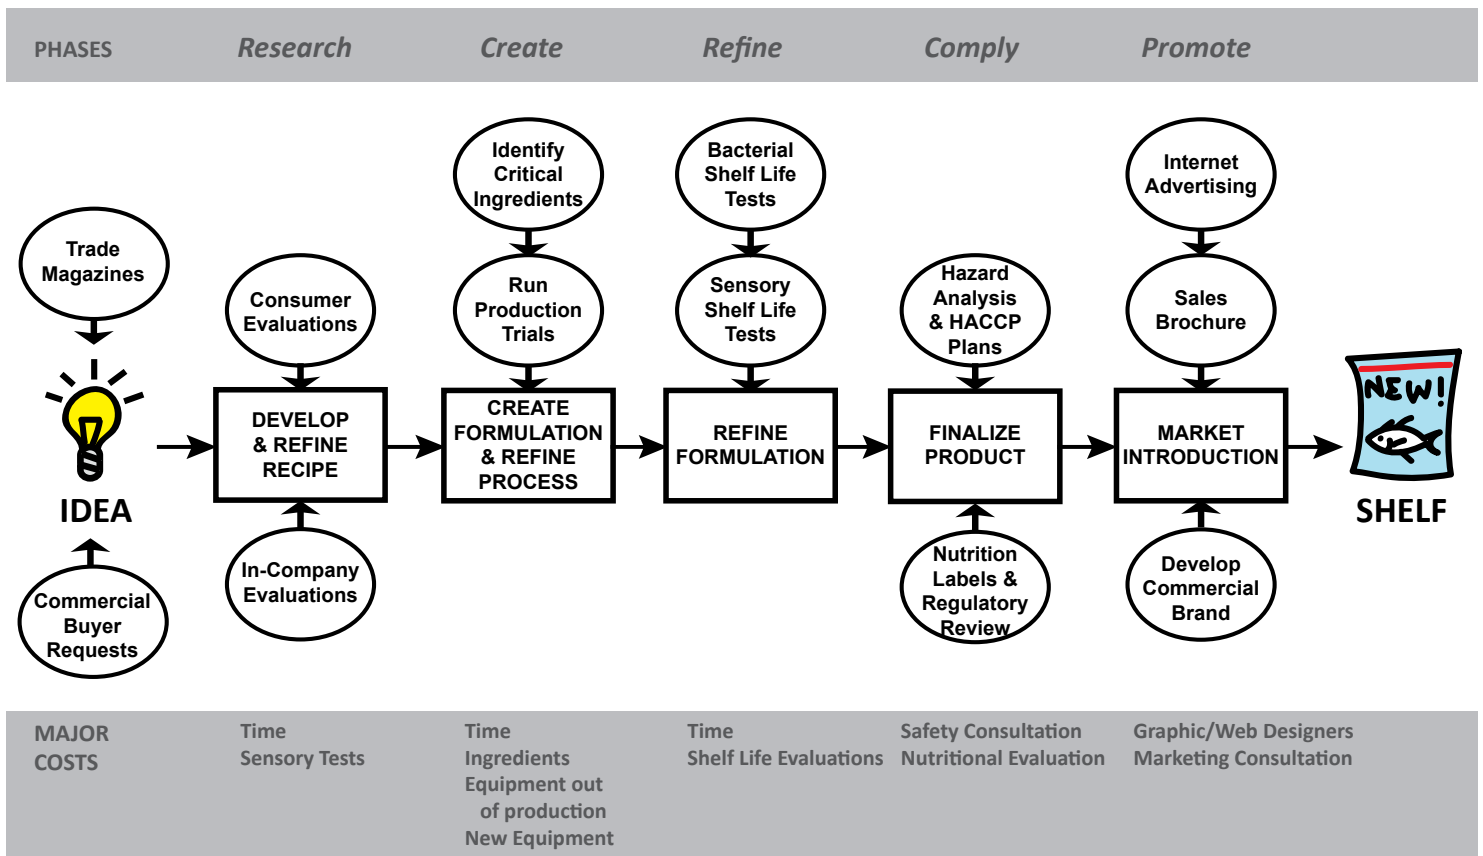 PHASES
Research
Create
Refine
Comply
Promote
Trade
Magazines
IDEA
Commercial
Buyer
Requests
Consumer
Evaluations
DEVELOP
& REFINE
RECIPE
In-Company
Evaluations
Identify
Critical
Ingredients
Run
Production
Trials
CREATE
FORMULATION
& REFINE
PROCESS
Bacterial
Shelf Life
Tests
Sensory
Shelf Life
Tests
REFINE
FORMULATION
Hazard
Analysis
& HACCP
Plans
FINALIZE
PRODUCT
Nutrition
Labels &
Regulatory
Review
Internet
Advertising
Sales
Brochure
MARKET
INTRODUCTION
Develop
Commercial
Brand
NEW!
SHELF
MAJOR
COSTS
Time
Sensory Tests
Time
Ingredients
Equipment out
of production
New Equipment
Time
Shelf Life Evaluations
Safety Consultation
Nutritional Evaluation
Graphic/Web Designers
Marketing Consultation